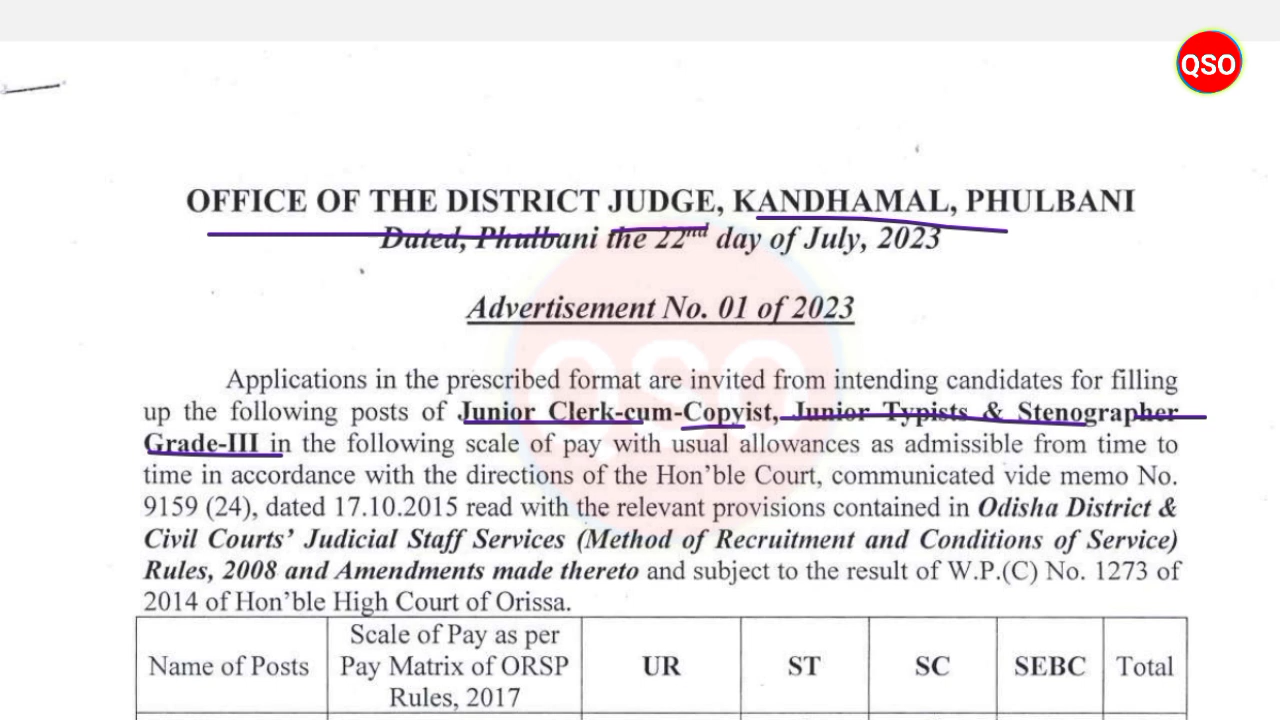 QSO
OFFICE OF THE DISTRICT JUDGE, KANDHAMAL, PHULBANI
Dated, Phulbani the 22nd day of July, 2023
Advertisement No. 01 of 2023
QSO
Applications in the prescribed format are invited from intending candidates for filling
up the following posts of Junior Clerk-cum-Copyist, Junior Typists & Stenographer
Grade-III in the following scale of pay with usual allowances as admissible from time to
time in accordance with the directions of the Hon'ble Court, communicated vide memo No.
9159 (24), dated 17.10.2015 read with the relevant provisions contained in Odisha District &
Civil Courts' Judicial Staff Services (Method of Recruitment and Conditions of Service)
Rules, 2008 and Amendments made thereto and subject to the result of W.P.(C) No. 1273 of
2014 of Hon'ble High Court of Orissa.
Name of Posts
Scale of Pay as per
Pay Matrix of ORSP
Rules, 2017
UR
ST
SC
SEBC
Total